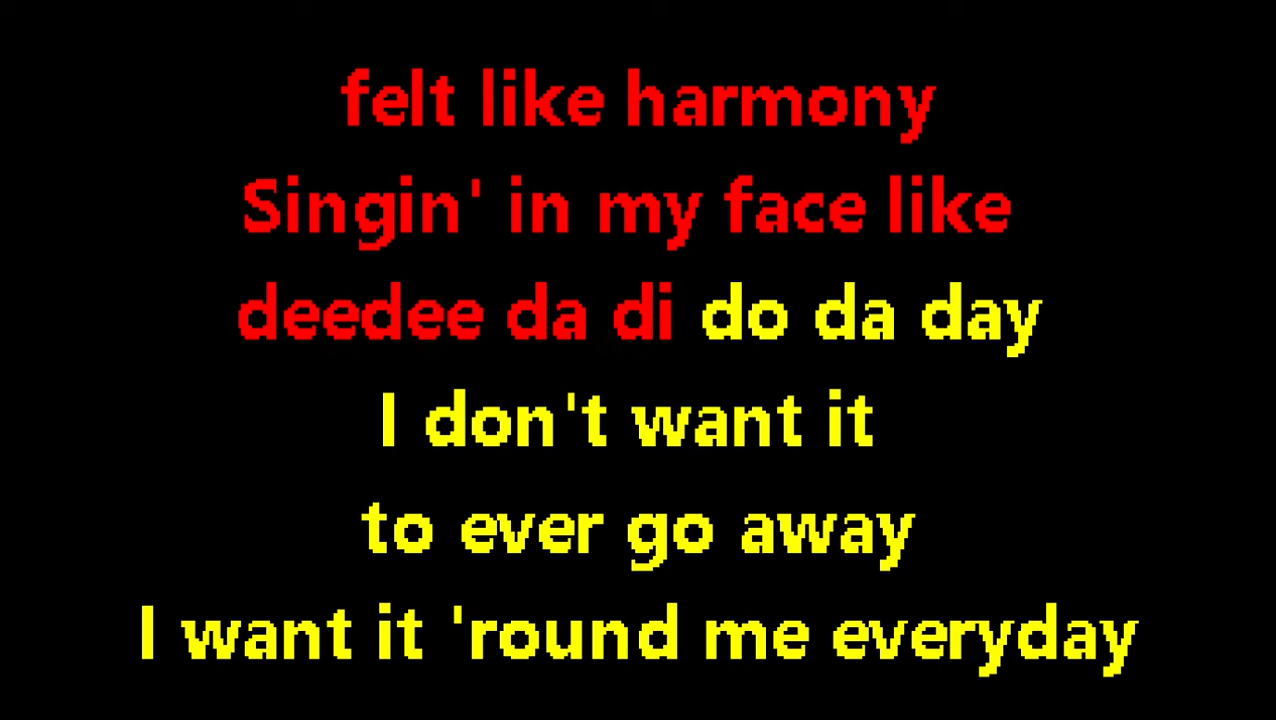 felt like harmony
Singin' in my face like
deedee da di do da day
I don't want it
to ever go away
I want it 'round me everyday